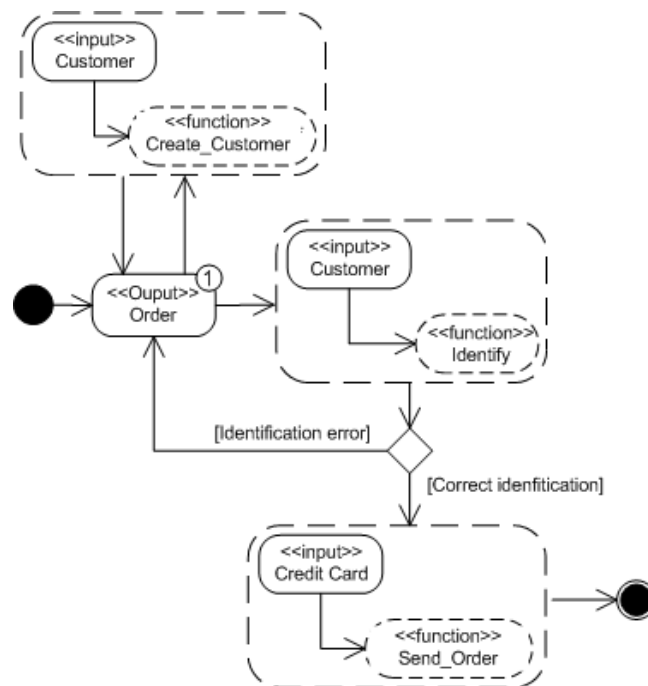 <<input>>
Customer
<<function>>
Create_Customer
1
<<Ouput>>
Order
<<input>>
Customer
<<function>>
Identify
[Identification error]
[Correct idenfitication]
<<input>>
Credit Card
<<function>>
Send_Order